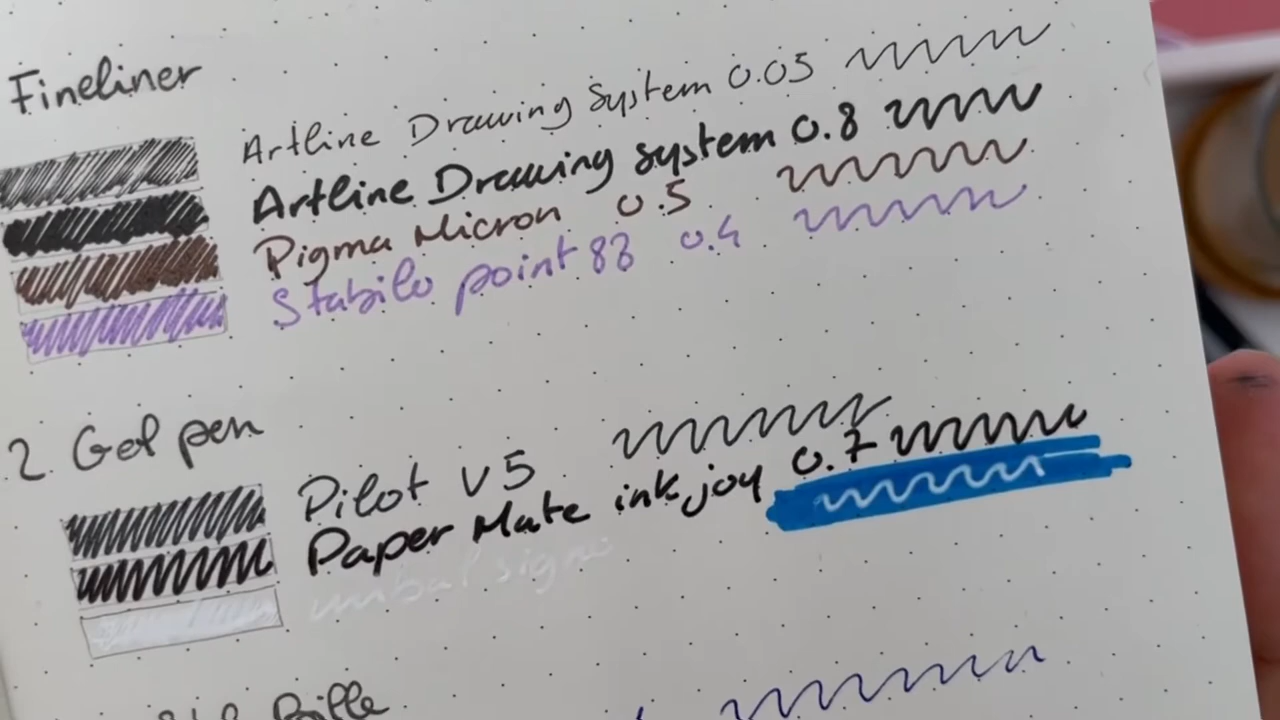 Fineliner
Artline Drawing System 0.05
Artline Drawing system 0.8
Pigma Micron 0.5
Stabilo point 88 0.4
2 Gel pen
Pilot V5
Paper Mate inkjoy 0.7
signo